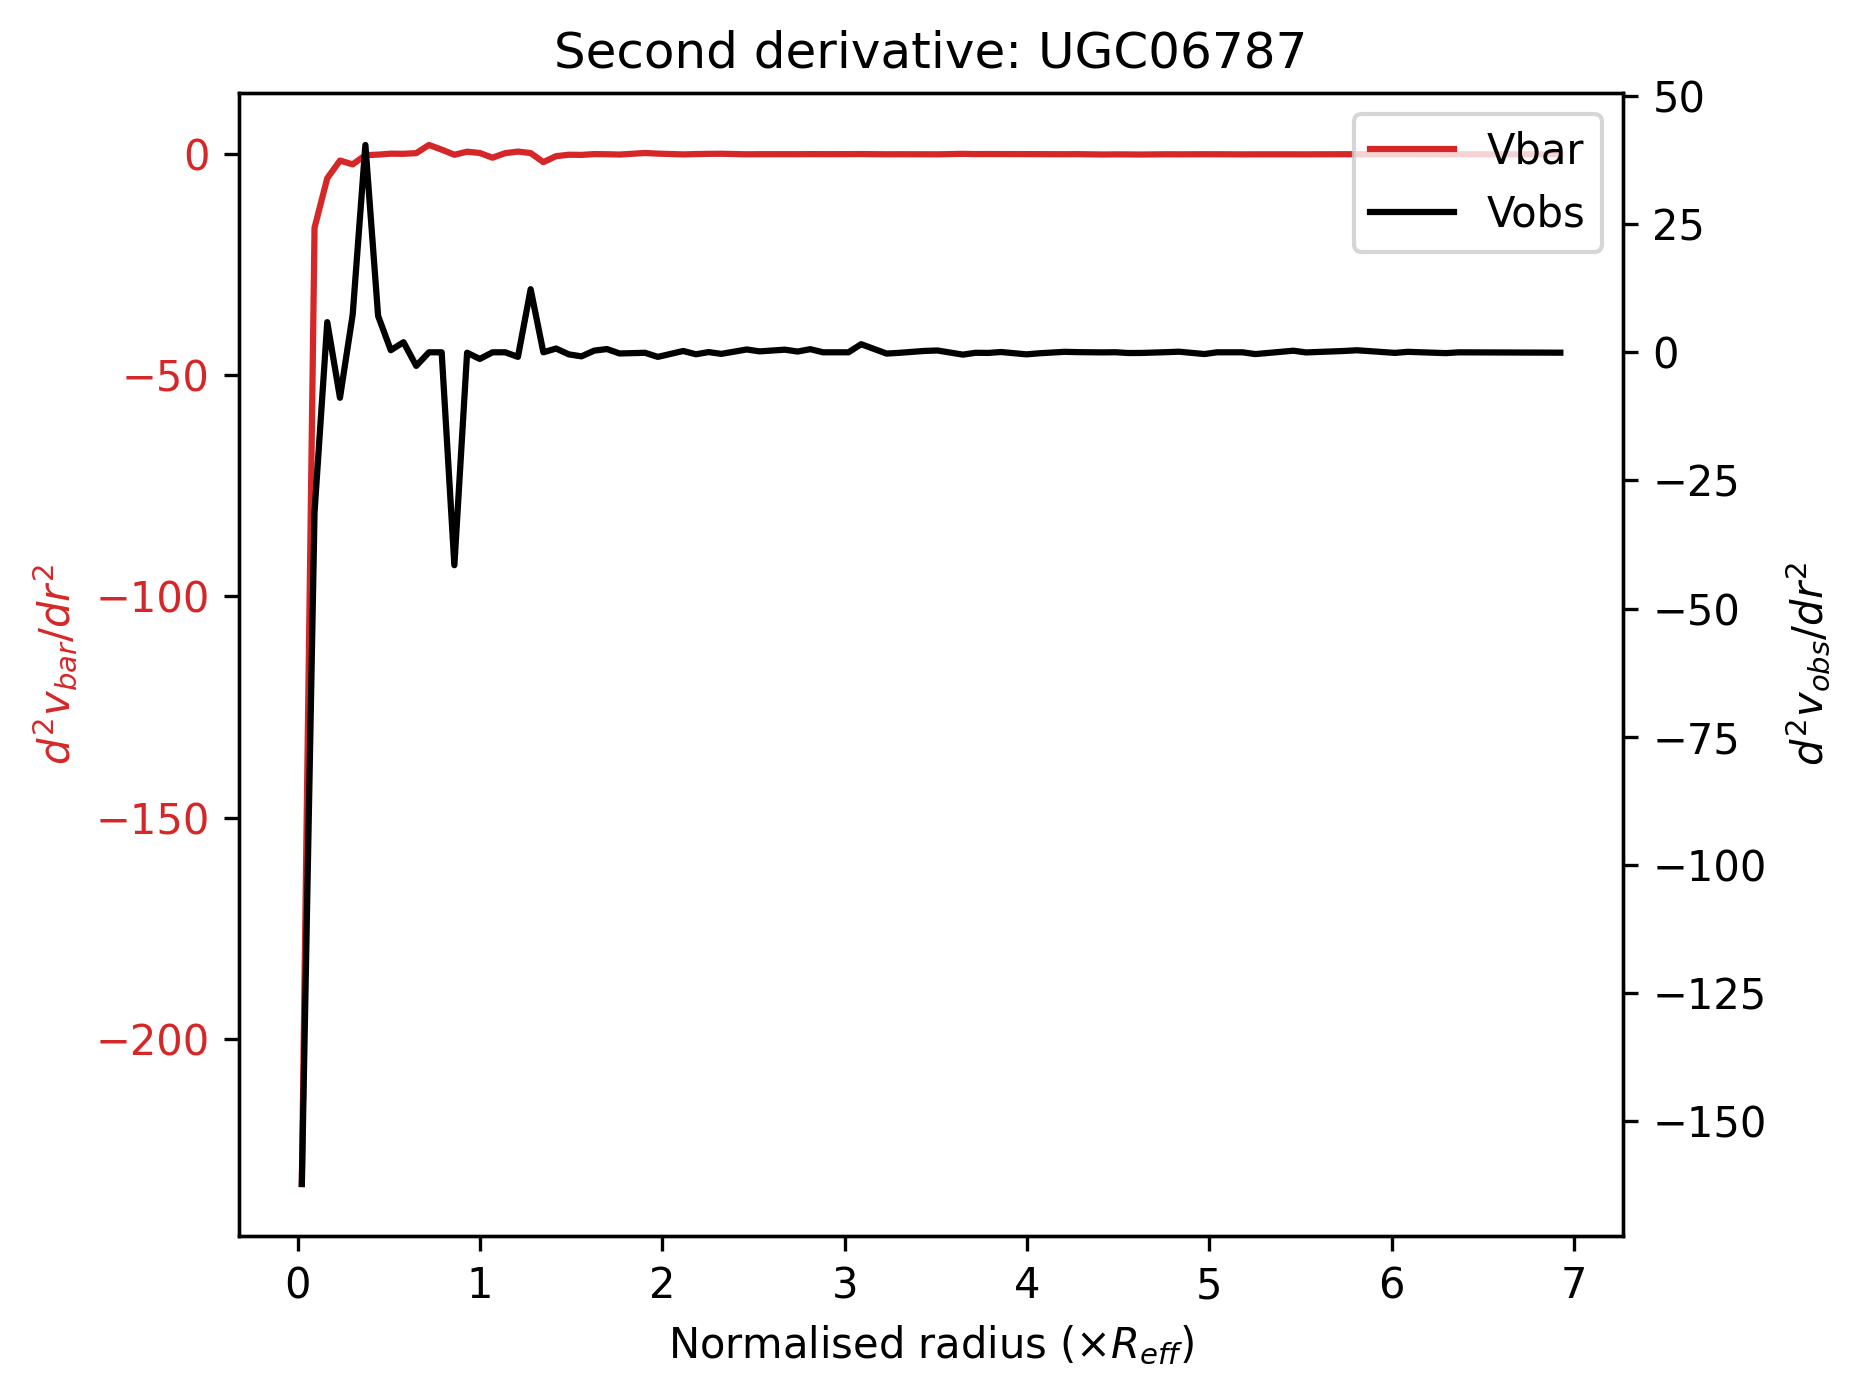 Second derivative: UGC06787
Vbar
Vobs
0
−50
−100
−150
−200
d²v_bar/dr²
50
25
0
−25
−50
−75
−100
−125
−150
d²v_obs/dr²
0 1 2 3 4 5 6 7
Normalised radius (×R_eff)